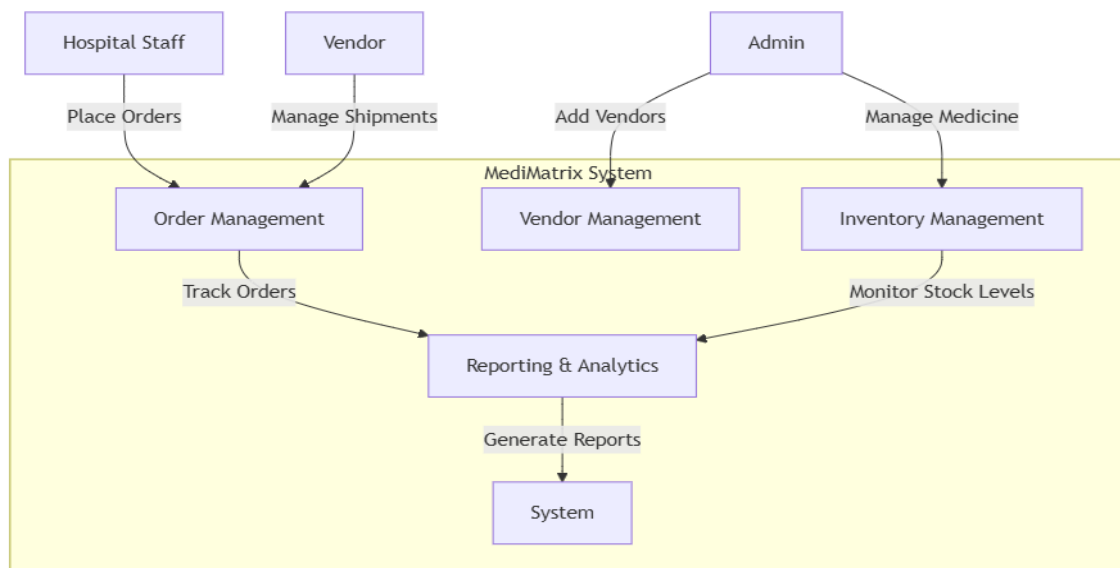 Hospital Staff
Vendor
Admin
Place Orders
Manage Shipments
Add Vendors
Manage Medicine
MediMatrix System
Order Management
Vendor Management
Inventory Management
Track Orders
Monitor Stock Levels
Reporting & Analytics
Generate Reports
System